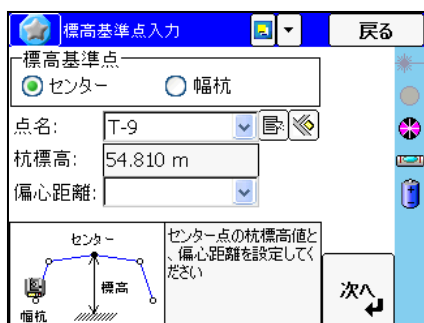 標高基準点入力
戻る
標高基準点
センター
幅杭
点名:
T-9
杭標高:
54.810 m
偏心距離:
センター
標高
幅杭
センター点の杭標高値と
、偏心距離を設定してく
ださい
次へ